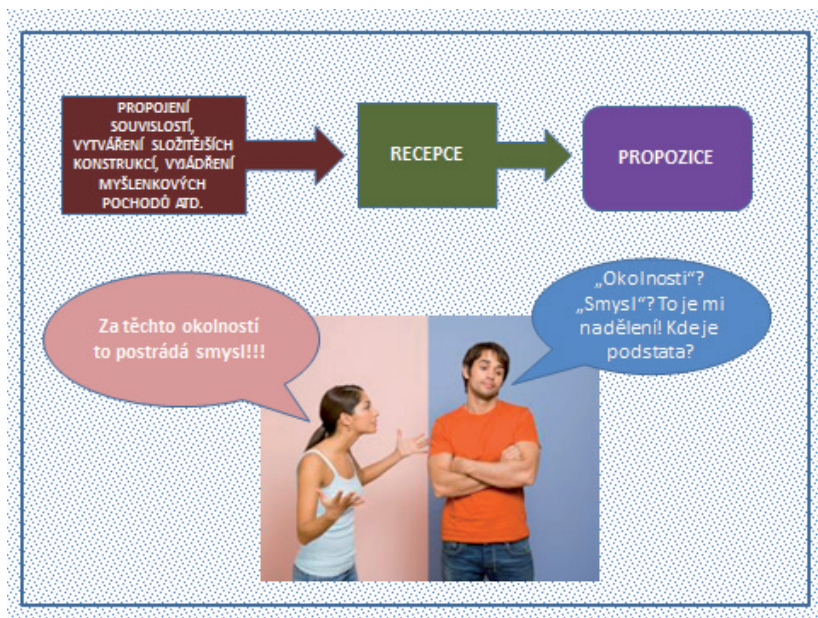 PROPOJENÍ
SOUVISLOSTÍ,
VYTVÁŘENÍ SLOŽITĚJŠÍCH
KONSTRUKCÍ, VYJÁDŘENÍ
MYŠLENKOVÝCH
POCHODŮ ATD.
RECEPCE
PROPOZICE
Za těchto okolností
to postrádá smysl!!!
„Okolnosti“?
„Smysl“? To je mi
nadělení! Kde je
podstata?